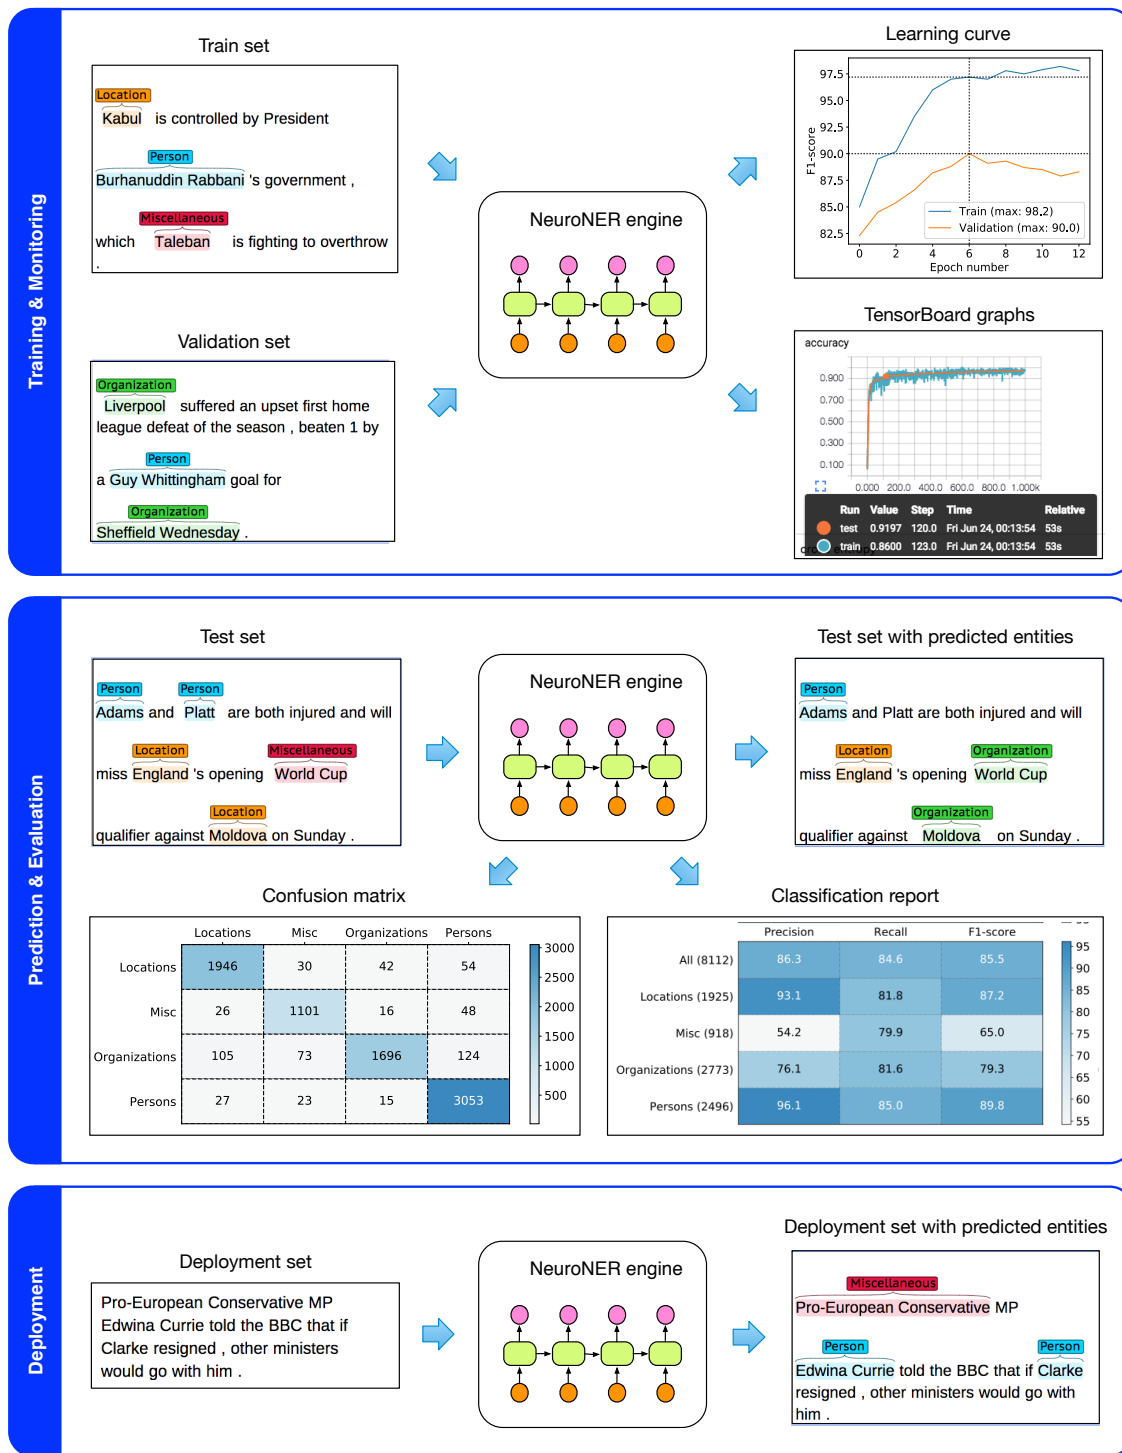 Training & Monitoring
Train set
Location
Kabul is controlled by President
Person
Burhanuddin Rabbani 's government ,
Miscellaneous
which Taleban is fighting to overthrow
.
Validation set
Organization
Liverpool suffered an upset first home
league defeat of the season , beaten 1 by
Person
a Guy Whittingham goal for
Organization
Sheffield Wednesday .
NeuroNER engine
Learning curve
F1-score
97.5
95.0
92.5
90.0
87.5
85.0
82.5
Train (max: 98.2)
Validation (max: 90.0)
0 2 4 6 8 10 12
Epoch number
TensorBoard graphs
accuracy
0.900
0.700
0.500
0.300
0.100
0.000 200.0 400.0 600.0 800.0 1.000k
Run Value Step Time Relative
test 0.9197 120.0 Fri Jun 24, 00:13:54 53s
train 0.8600 123.0 Fri Jun 24, 00:13:54 53s
Prediction & Evaluation
Test set
Person Person
Adams and Platt are both injured and will
Location Miscellaneous
miss England 's opening World Cup
Location
qualifier against Moldova on Sunday .
NeuroNER engine
Test set with predicted entities
Person
Adams and Platt are both injured and will
Location Organization
miss England 's opening World Cup
Organization
qualifier against Moldova on Sunday .
Confusion matrix
Locations Misc Organizations Persons
Locations 1946 30 42 54
Misc 26 1101 16 48
Organizations 105 73 1696 124
Persons 27 23 15 3053
3000
2500
2000
1500
1000
500
Classification report
Precision Recall F1-score
All (8112) 86.3 84.6 85.5
Locations (1925) 93.1 81.8 87.2
Misc (918) 54.2 79.9 65.0
Organizations (2773) 76.1 81.6 79.3
Persons (2496) 96.1 85.0 89.8
95
90
85
80
75
70
65
60
55
Deployment
Deployment set
Pro-European Conservative MP
Edwina Currie told the BBC that if
Clarke resigned , other ministers
would go with him .
NeuroNER engine
Deployment set with predicted entities
Miscellaneous
Pro-European Conservative MP
Person Person
Edwina Currie told the BBC that if Clarke
resigned , other ministers would go with
him .